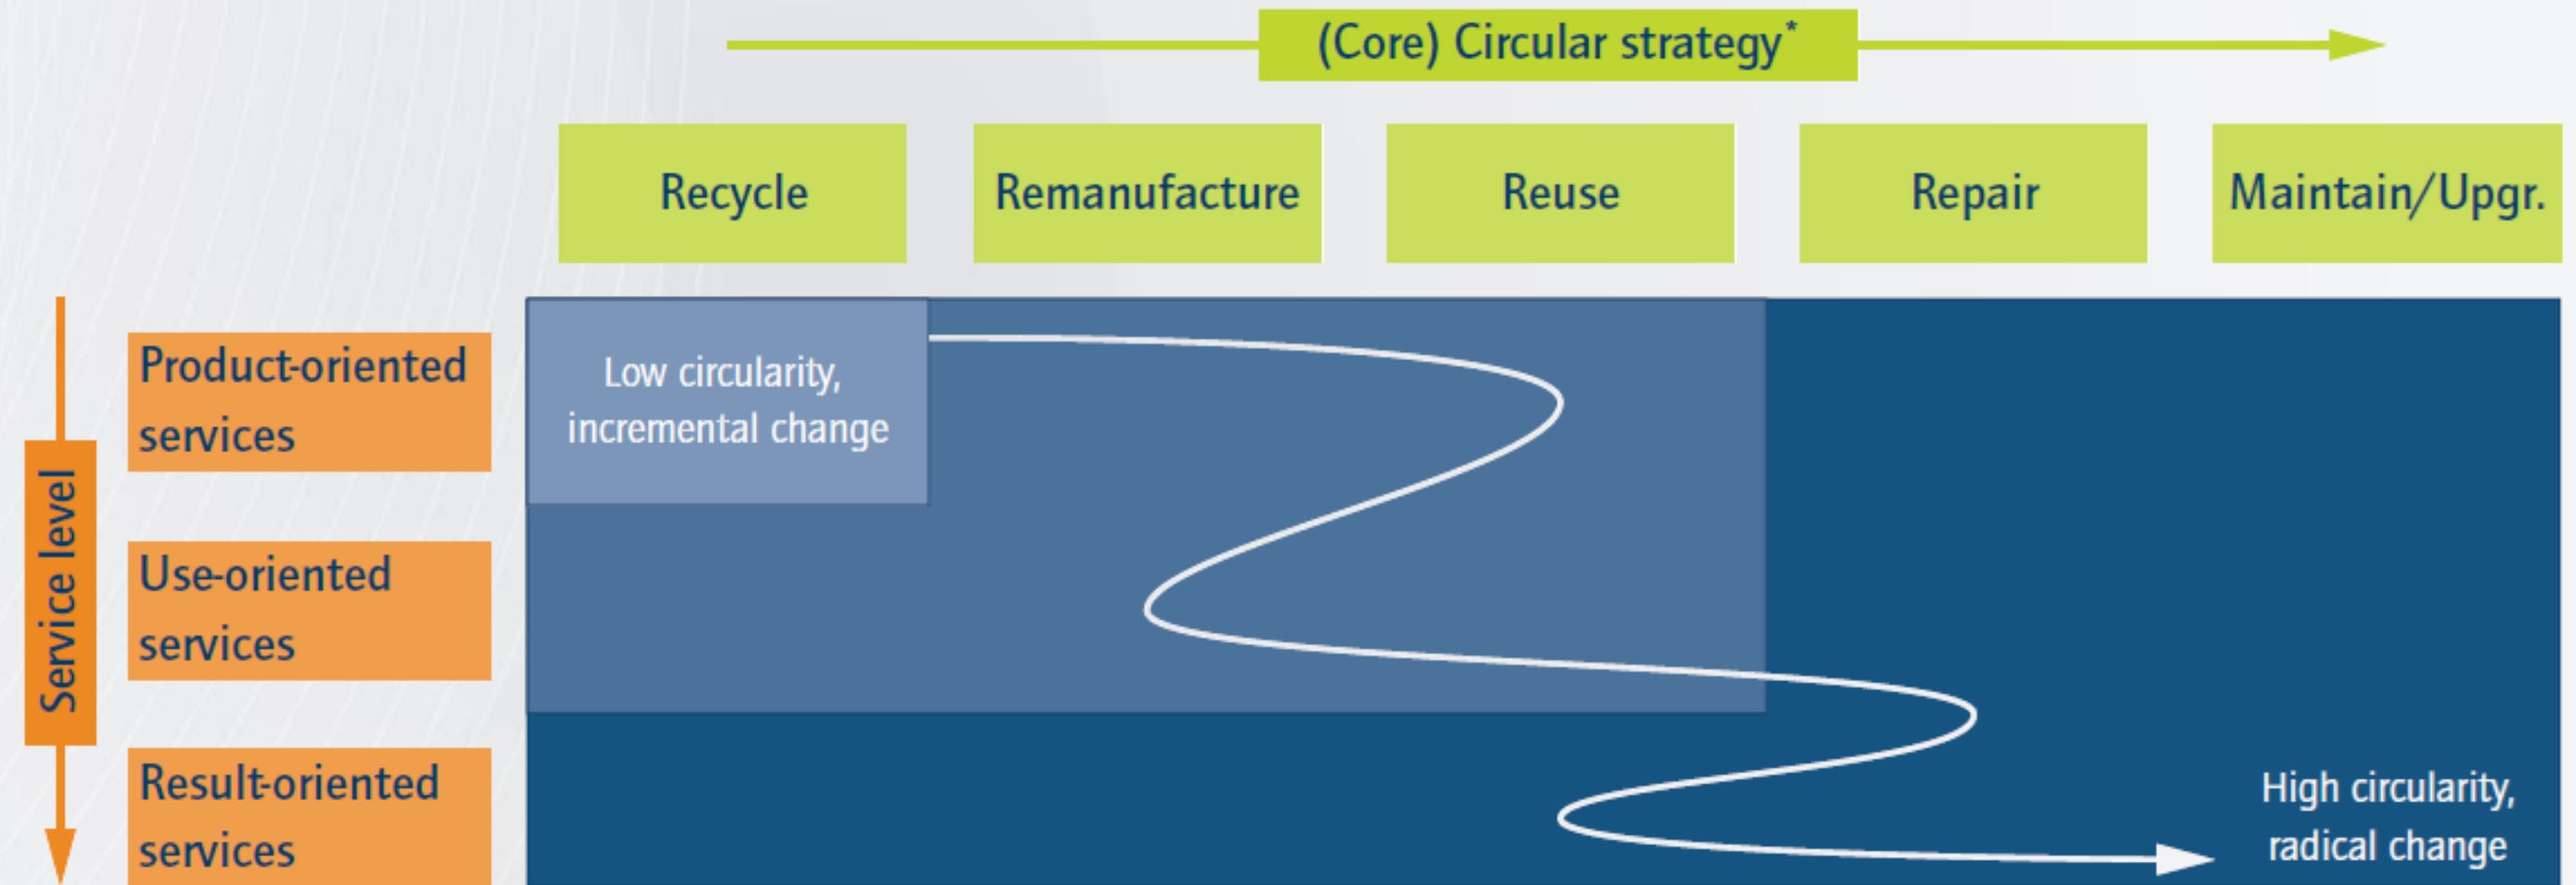 (Core) Circular strategy*
Recycle
Remanufacture
Reuse
Repair
Maintain/Upgr.
Service level
Product-oriented
services
Low circularity,
incremental change
Use-oriented
services
Result-oriented
services
High circularity,
radical change